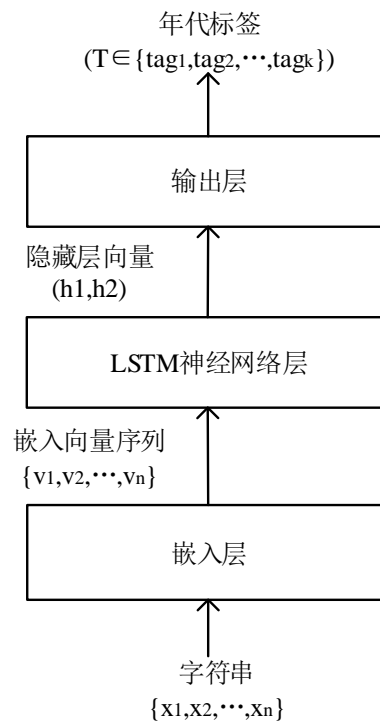 年代标签
(T∈{tag1,tag2,⋯,tagk})
输出层
隐藏层向量
(h1,h2)
LSTM神经网络层
嵌入向量序列
{v1,v2,⋯,vn}
嵌入层
字符串
{x1,x2,⋯,xn}